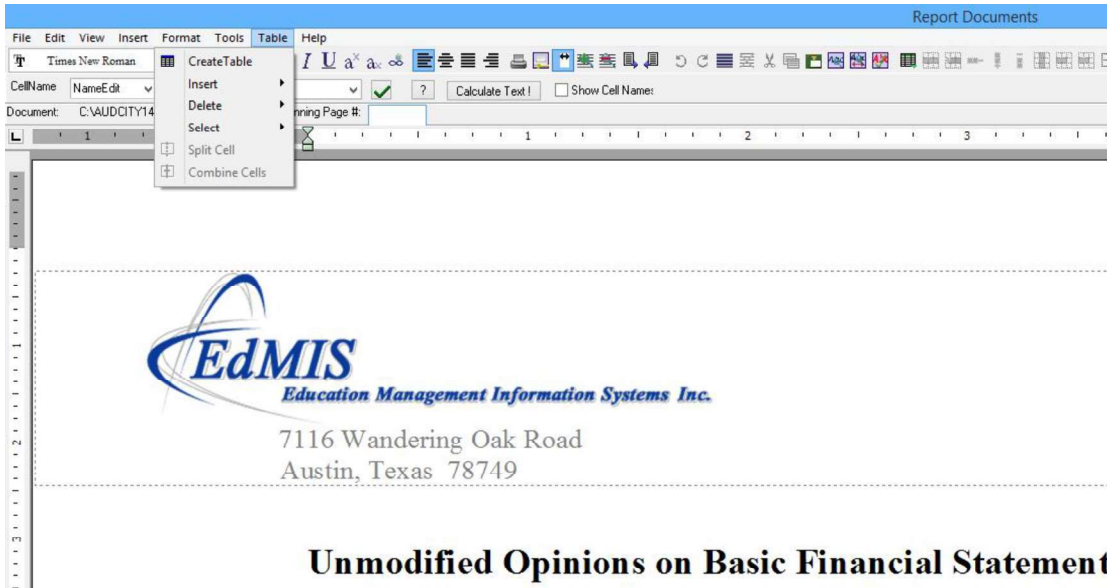 Report Documents
File Edit View Insert Format Tools Table Help
Times New Roman
CreateTable
Insert
Delete
Select
Split Cell
Combine Cells
CellName NameEdit ? Calculate Text! Show Cell Name:
Document: C:\AUDCITY14 nning Page #:
1 1 2 3
EdMIS
Education Management Information Systems Inc.
7116 Wandering Oak Road
Austin, Texas 78749
Unmodified Opinions on Basic Financial Statement